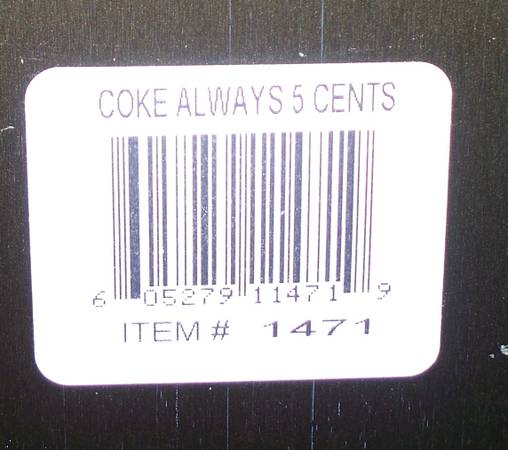 COKE ALWAYS 5 CENTS
6 05279 11471 9
ITEM # 1471